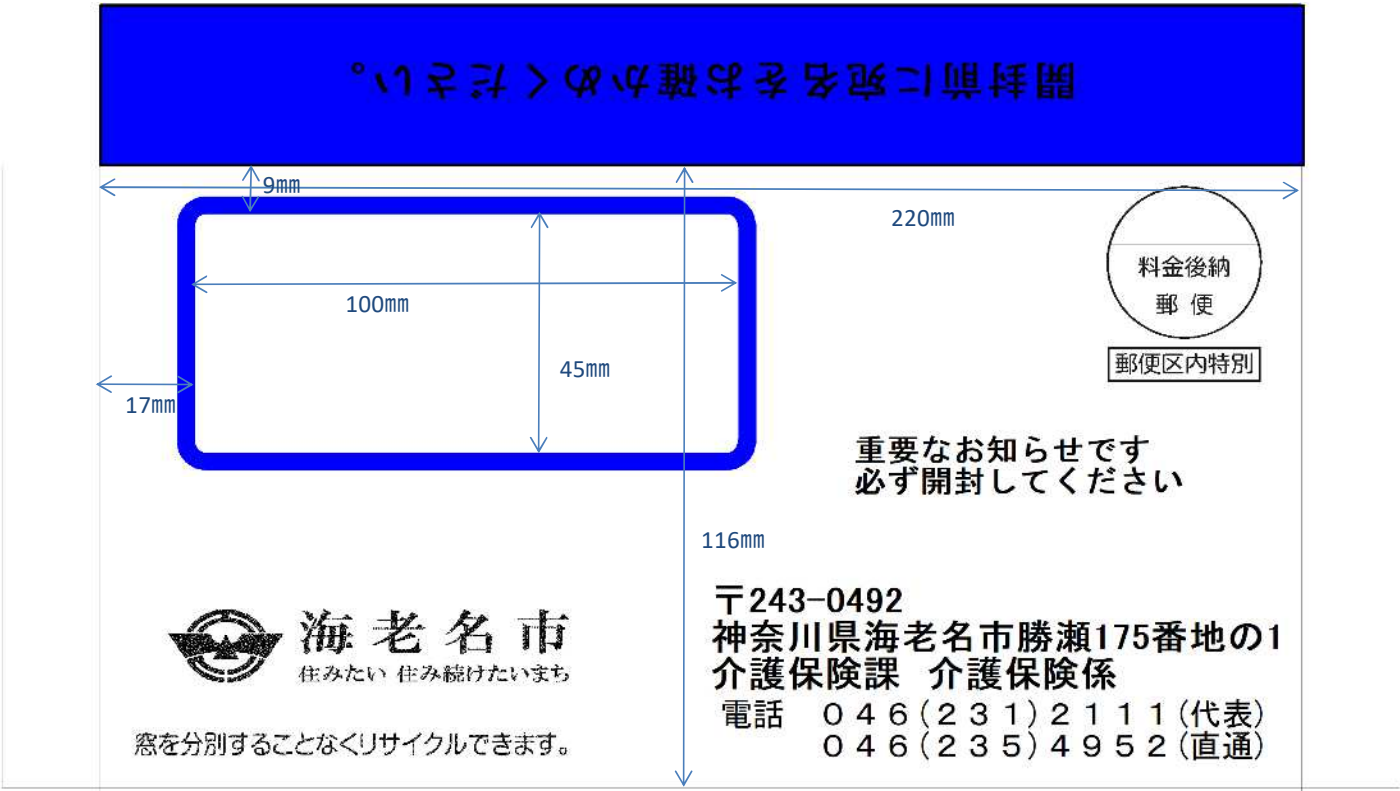 開封前に宛名をお確かめください。
9㎜
220㎜
料金後納
郵 便
100㎜
45㎜
郵便区内特別
17㎜
重要なお知らせです
必ず開封してください
116㎜
海老名市
住みたい 住み続けたいまち
〒243-0492
神奈川県海老名市勝瀬175番地の1
介護保険課 介護保険係
電話 ０４６(２３１)２１１１(代表)
０４６(２３５)４９５２(直通)
窓を分別することなくリサイクルできます。